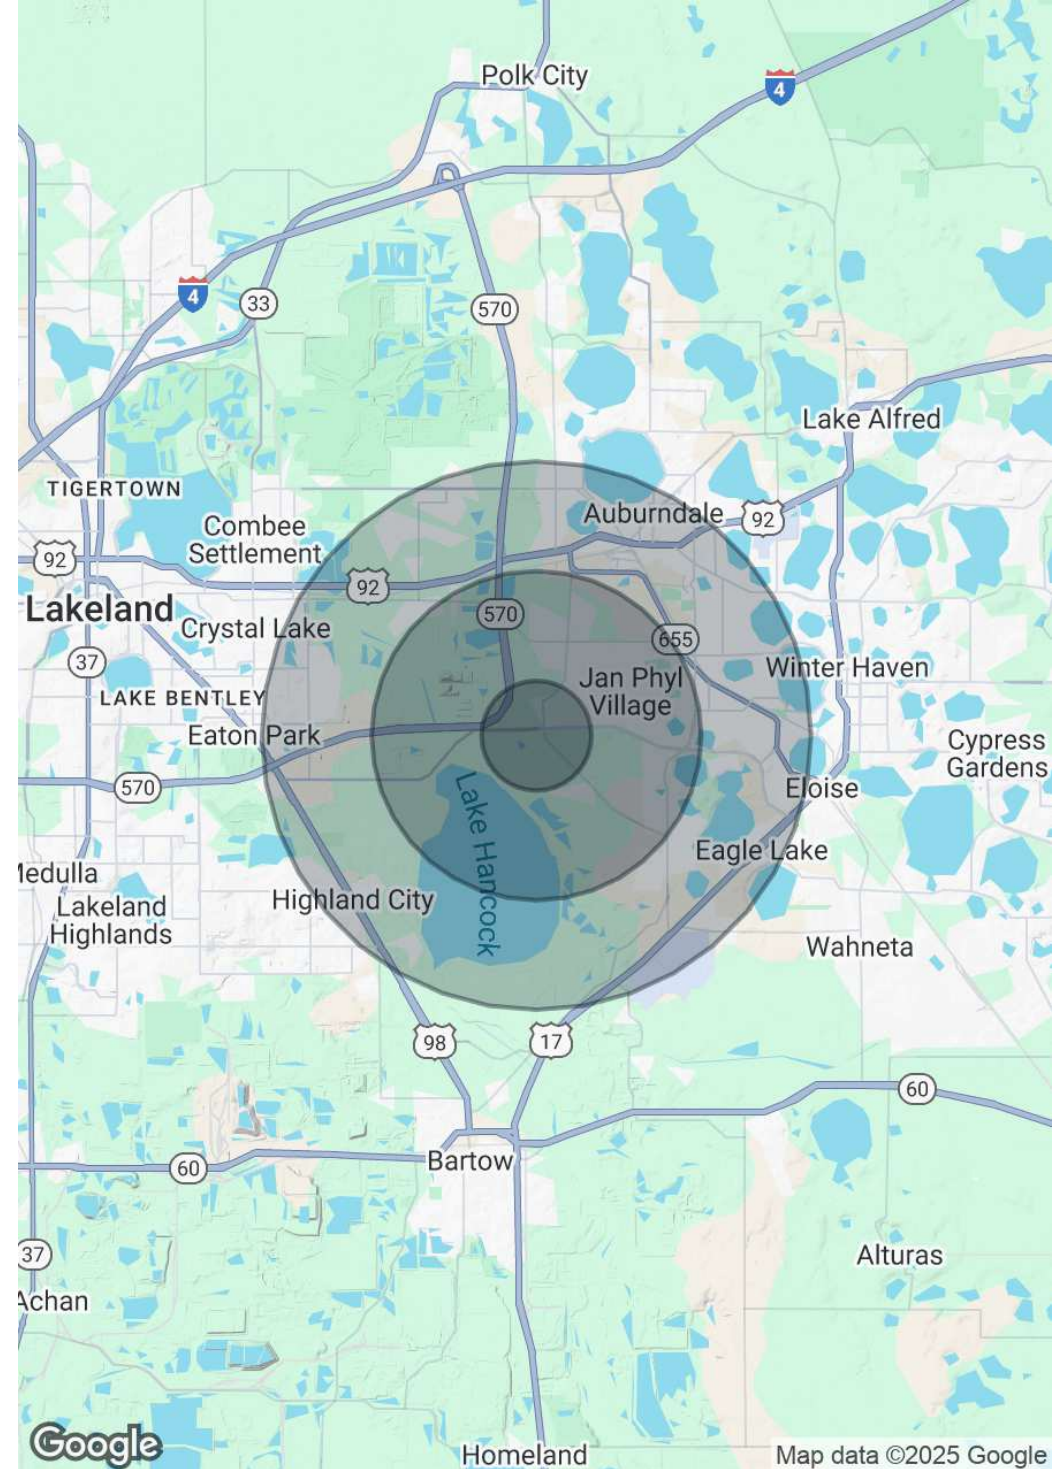 Polk City
4
4
33
570
Lake Alfred
TIGERTOWN
Auburndale
92
Combee
Settlement
92
92
Lakeland
570
Crystal Lake
655
37
Jan Phyl
Village
Winter Haven
LAKE BENTLEY
Eaton Park
Cypress
Gardens
570
Lake Hancock
Eloise
Eagle Lake
Medulla
Highland City
Lakeland
Highlands
Wahneta
98
17
60
Bartow
60
37
Alturas
Achan
Google
Homeland
Map data ©2025 Google